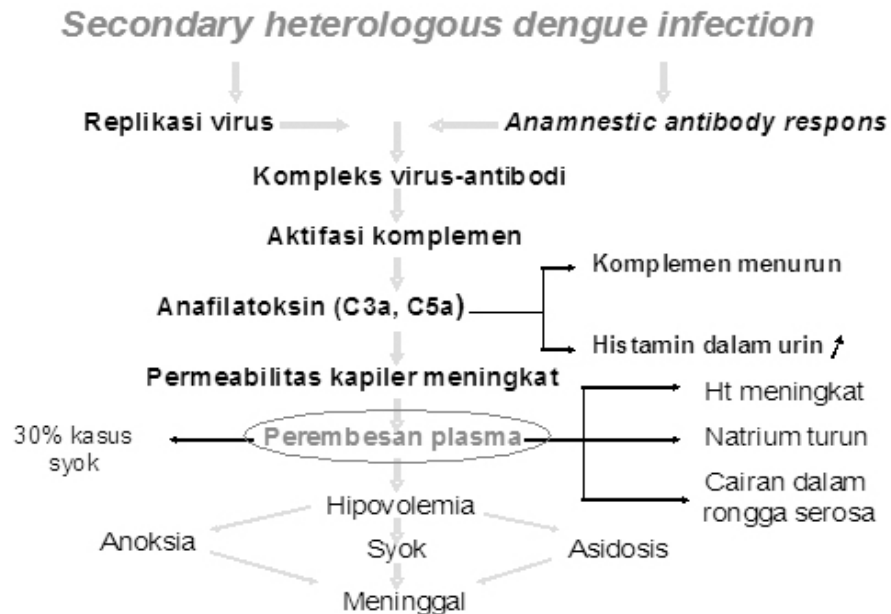 Secondary heterologous dengue infection
Replikasi virus
Anamnestic antibody respons
Kompleks virus-antibodi
Aktifasi komplemen
Komplemen menurun
Anafilatoksin (C3a, C5a)
Histamin dalam urin ↗
Permeabilitas kapiler meningkat
Ht meningkat
30% kasus
syok
Perembesan plasma
Natrium turun
Cairan dalam
rongga serosa
Hipovolemia
Anoksia
Syok
Asidosis
Meninggal